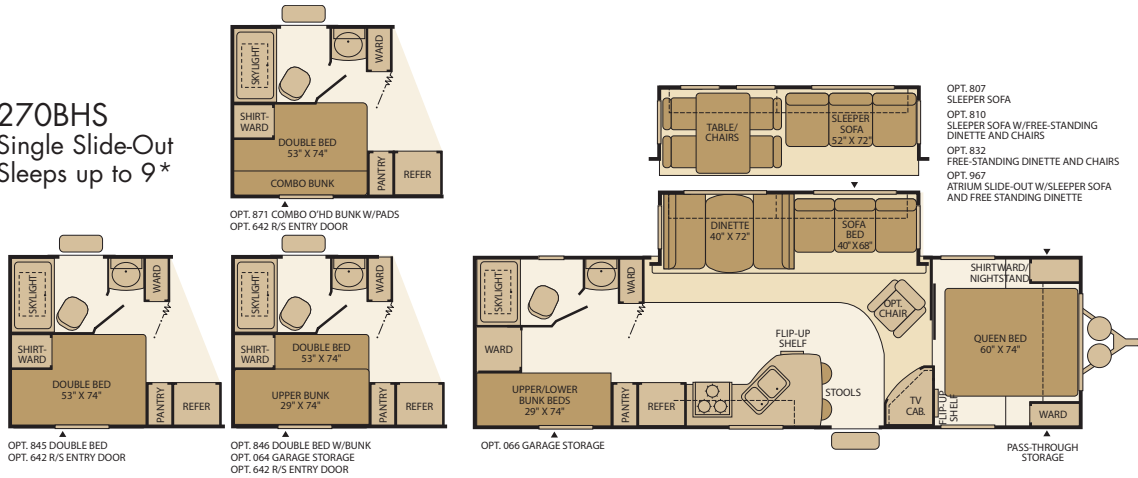 270BHS
Single Slide-Out
Sleeps up to 9*
SKYLIGHT
WARD
SHIRT-
WARD
DOUBLE BED
53" X 74"
COMBO BUNK
PANTRY
REFER
OPT. 871 COMBO O'HD BUNK W/PADS
OPT. 642 R/S ENTRY DOOR
SKYLIGHT
WARD
SHIRT-
WARD
DOUBLE BED
53" X 74"
PANTRY
REFER
OPT. 845 DOUBLE BED
OPT. 642 R/S ENTRY DOOR
SKYLIGHT
WARD
SHIRT-
WARD
DOUBLE BED
53" X 74"
UPPER BUNK
29" X 74"
PANTRY
REFER
OPT. 846 DOUBLE BED W/BUNK
OPT. 064 GARAGE STORAGE
OPT. 642 R/S ENTRY DOOR
TABLE/
CHAIRS
SLEEPER
SOFA
52" X 72"
OPT. 807
SLEEPER SOFA
OPT. 810
SLEEPER SOFA W/FREE-STANDING
DINETTE AND CHAIRS
OPT. 832
FREE-STANDING DINETTE AND CHAIRS
OPT. 967
ATRIUM SLIDE-OUT W/SLEEPER SOFA
AND FREE STANDING DINETTE
DINETTE
40" X 72"
SOFA
BED
40" X 68"
SKYLIGHT
WARD
WARD
UPPER/LOWER
BUNK BEDS
29" X 74"
PANTRY
REFER
FLIP-UP
SHELF
STOOLS
OPT.
CHAIR
TV
CAB.
FLIP-UP
SHELF
SHIRTWARD/
NIGHTSTAND
QUEEN BED
60" X 74"
WARD
OPT. 066 GARAGE STORAGE
PASS-THROUGH
STORAGE